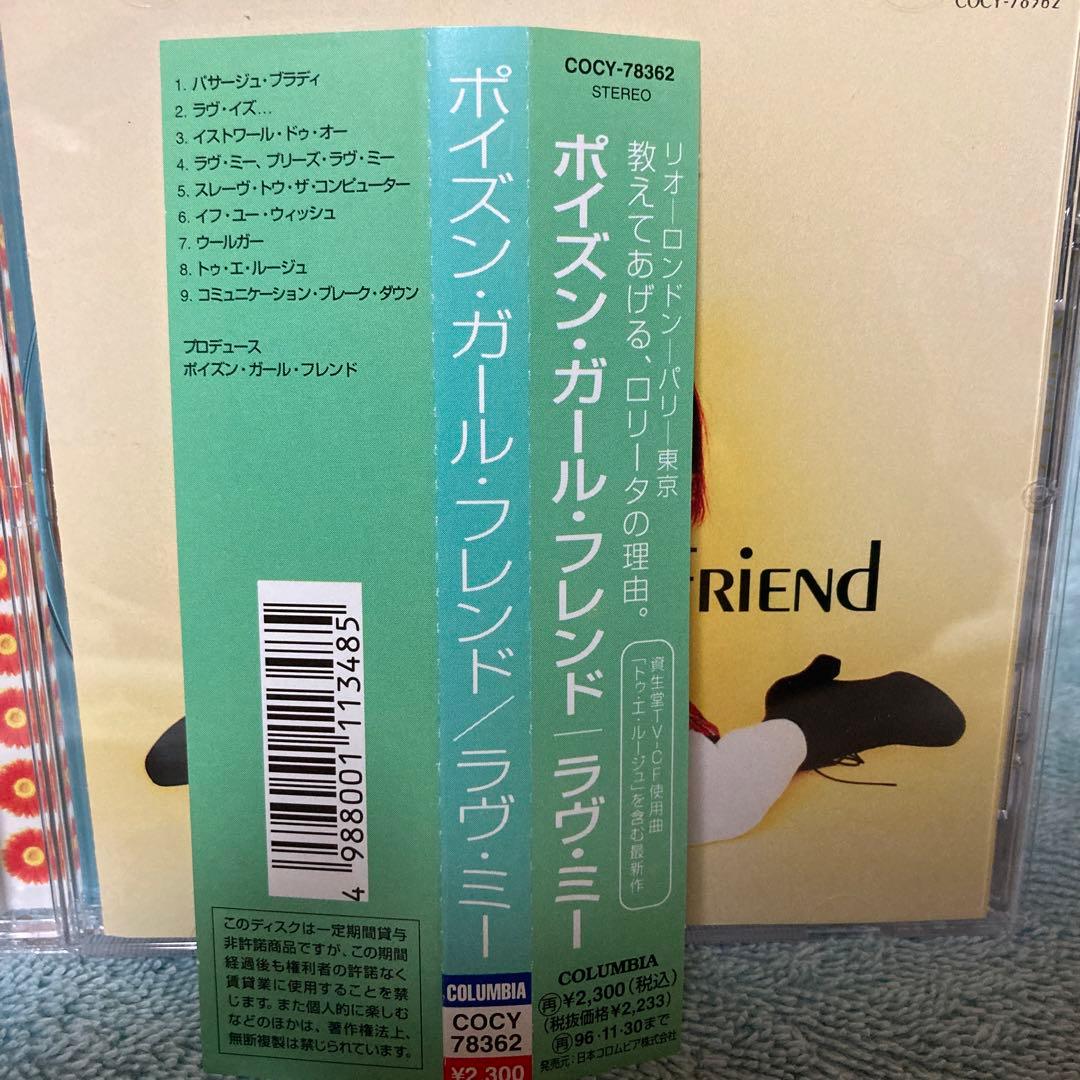 COCY-78362
1. パサージュ・ブラディ
2. ラヴ・イズ…
3. イストワール・ドゥ・オー
4. ラヴ・ミー、プリーズ・ラヴ・ミー
5. スレーヴ・トウ・ザ・コンピューター
6. イフ・ユー・ウィッシュ
7. ウールガー
8. トゥ・エ・ルージュ
9. コミュニケーション・ブレーク・ダウン
プロデュース
ポイズン・ガール・フレンド
4 988001 113485
このディスクは一定期間貸与
非許諾商品ですが、この期間
経過後も権利者の許諾なく
賃貸業に使用することを禁
じます。また個人的に楽しむ
などのほかは、著作権法上、
無断複製は禁じられています。
ポイズン・ガール・フレンド/ラヴ・ミー
COLUMBIA
COCY
78362
¥2,300
COCY-78362
STEREO
リオーロンドンーパリー東京
教えてあげる、ロリータの理由。
ポイズン・ガール・フレンド|ラヴ・ミー
資生堂TV-CF使用曲
「トゥ・エ・ルージュ」を含む最新作
COLUMBIA
再¥2,300(税込)
(税抜価格¥2,233)
再96・11・30まで
発売元:日本コロムビア株式会社
FRIENd